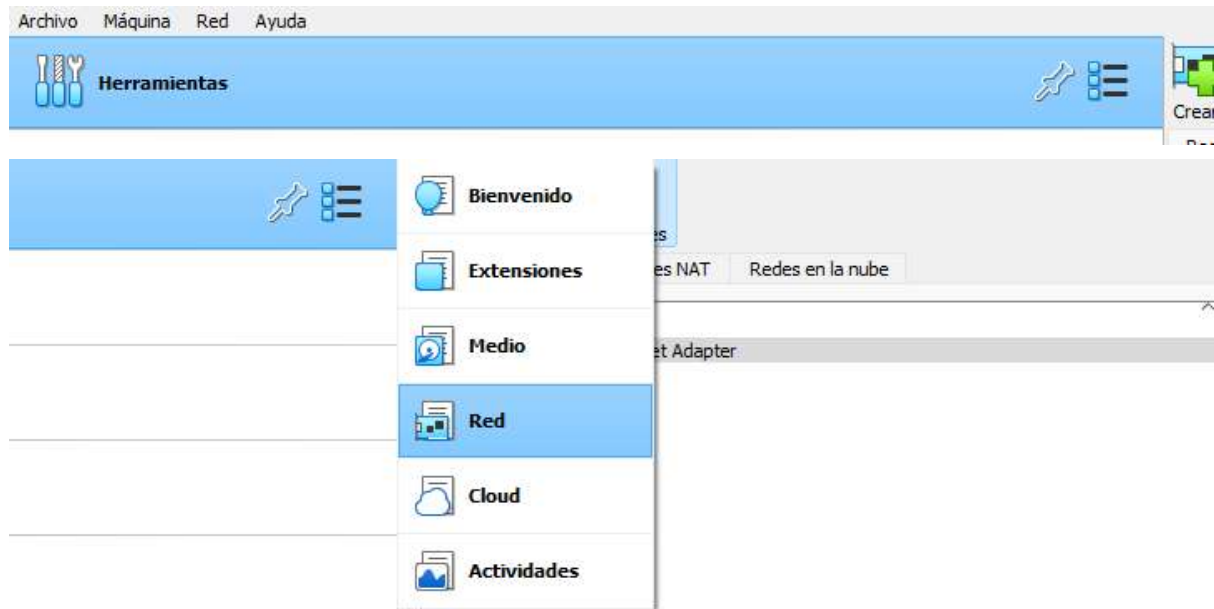 Archivo Máquina Red Ayuda
Herramientas
Crear
Bienvenido
Extensiones
es NAT Redes en la nube
Medio
et Adapter
Red
Cloud
Actividades